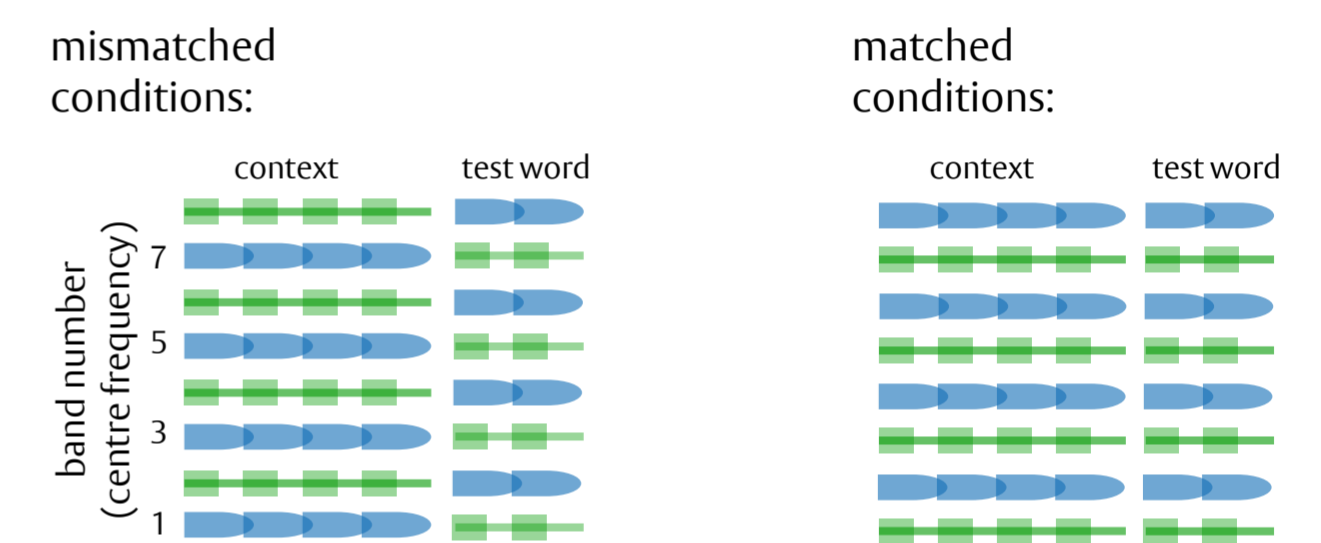 mismatched
conditions:
matched
conditions:
context
test word
context
test word
band number
(centre frequency)
7
5
3
1